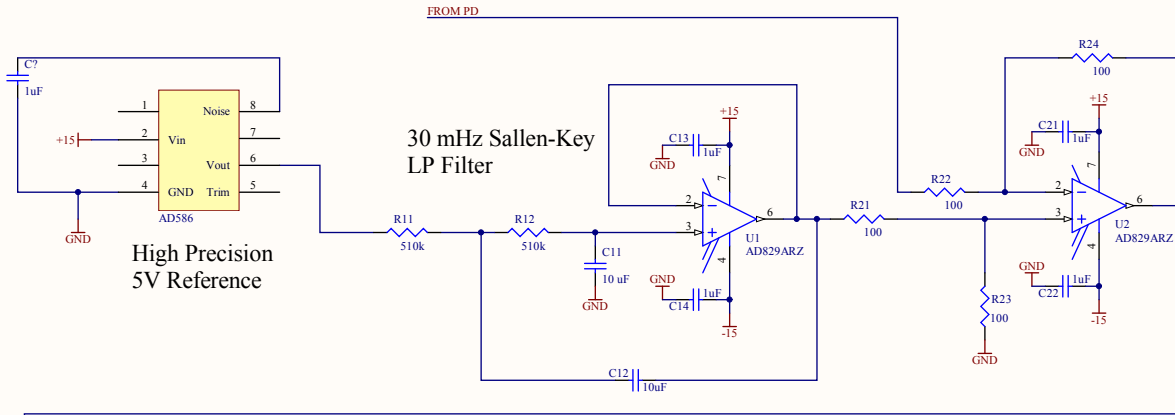 FROM PD
C?
1uF
1
2
3
4
Noise
Vin
Vout
GND
Trim
8
7
6
5
+15
GND
AD586
High Precision
5V Reference
30 mHz Sallen-Key
LP Filter
R11
510k
R12
510k
C11
10 uF
GND
C12
10uF
+15
C13
1uF
GND
7
2
3
6
4
U1
AD829ARZ
GND
1uF
C14
-15
R21
100
R22
100
R23
100
GND
R24
100
+15
C21
1uF
GND
7
2
3
6
4
U2
AD829ARZ
GND
1uF
C22
-15